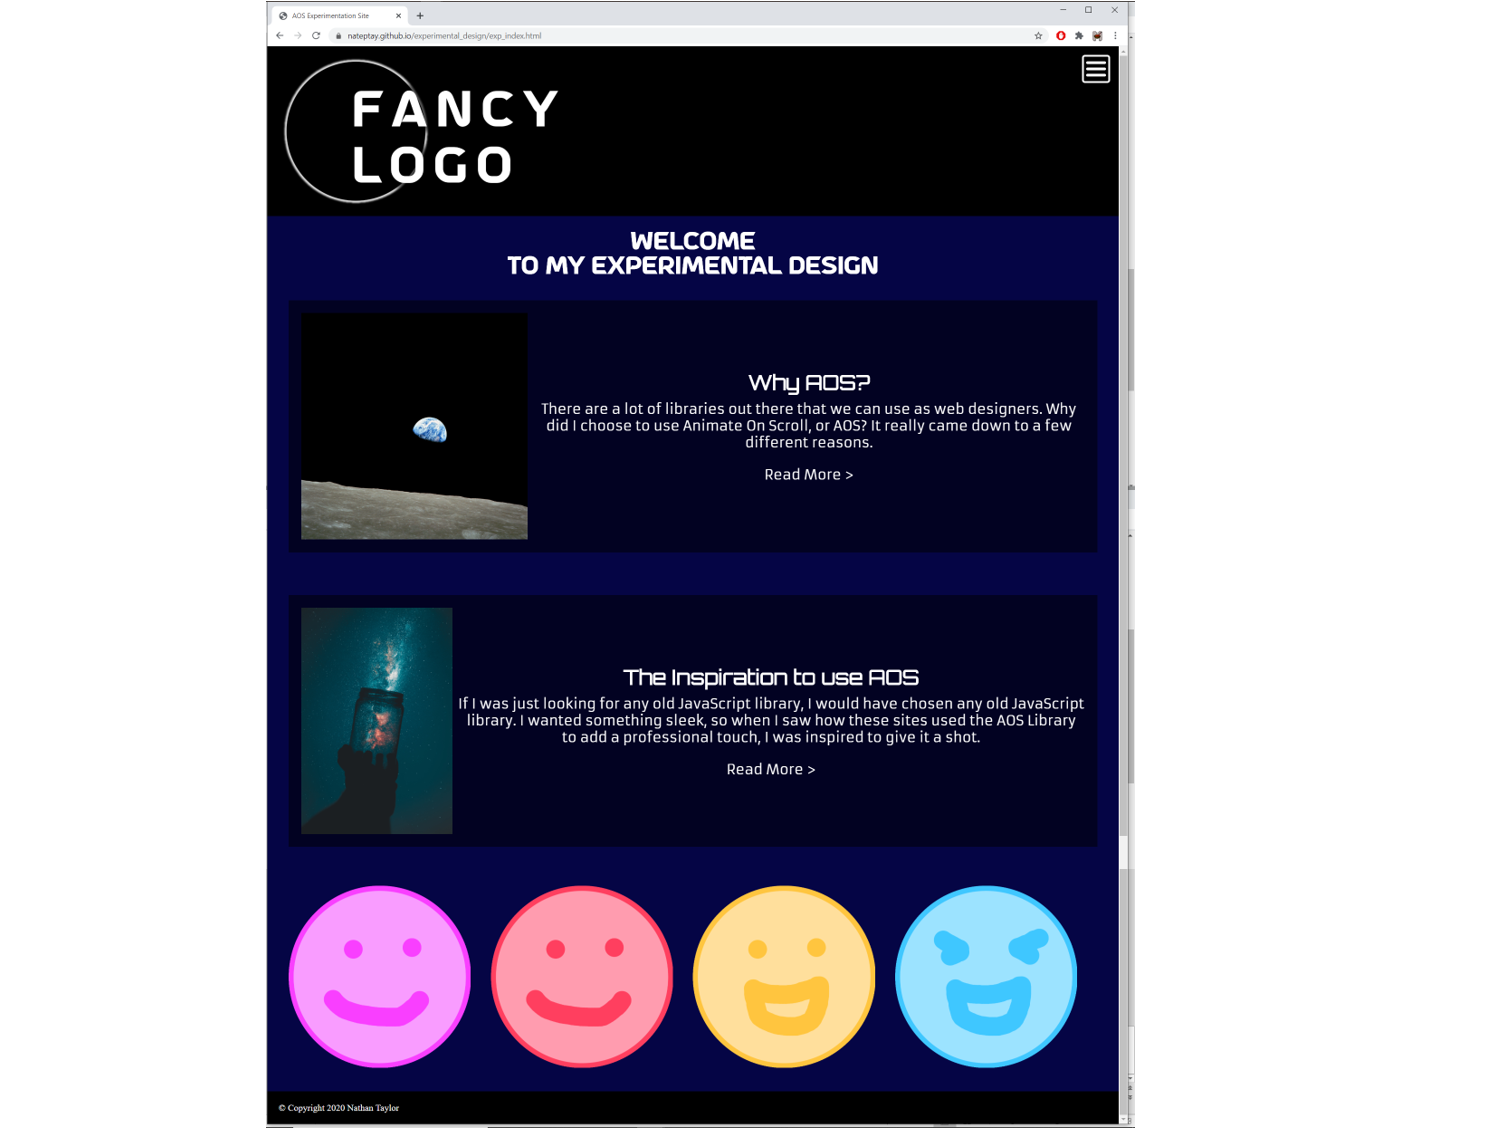 AOS Experimentation Site
nateptay.github.io/experimental_design/exp_index.html
FANCY
LOGO
WELCOME
TO MY EXPERIMENTAL DESIGN
Why AOS?
There are a lot of libraries out there that we can use as web designers. Why
did I choose to use Animate On Scroll, or AOS? It really came down to a few
different reasons.
Read More >
The Inspiration to use AOS
If I was just looking for any old JavaScript library, I would have chosen any old JavaScript
library. I wanted something sleek, so when I saw how these sites used the AOS Library
to add a professional touch, I was inspired to give it a shot.
Read More >
© Copyright 2020 Nathan Taylor